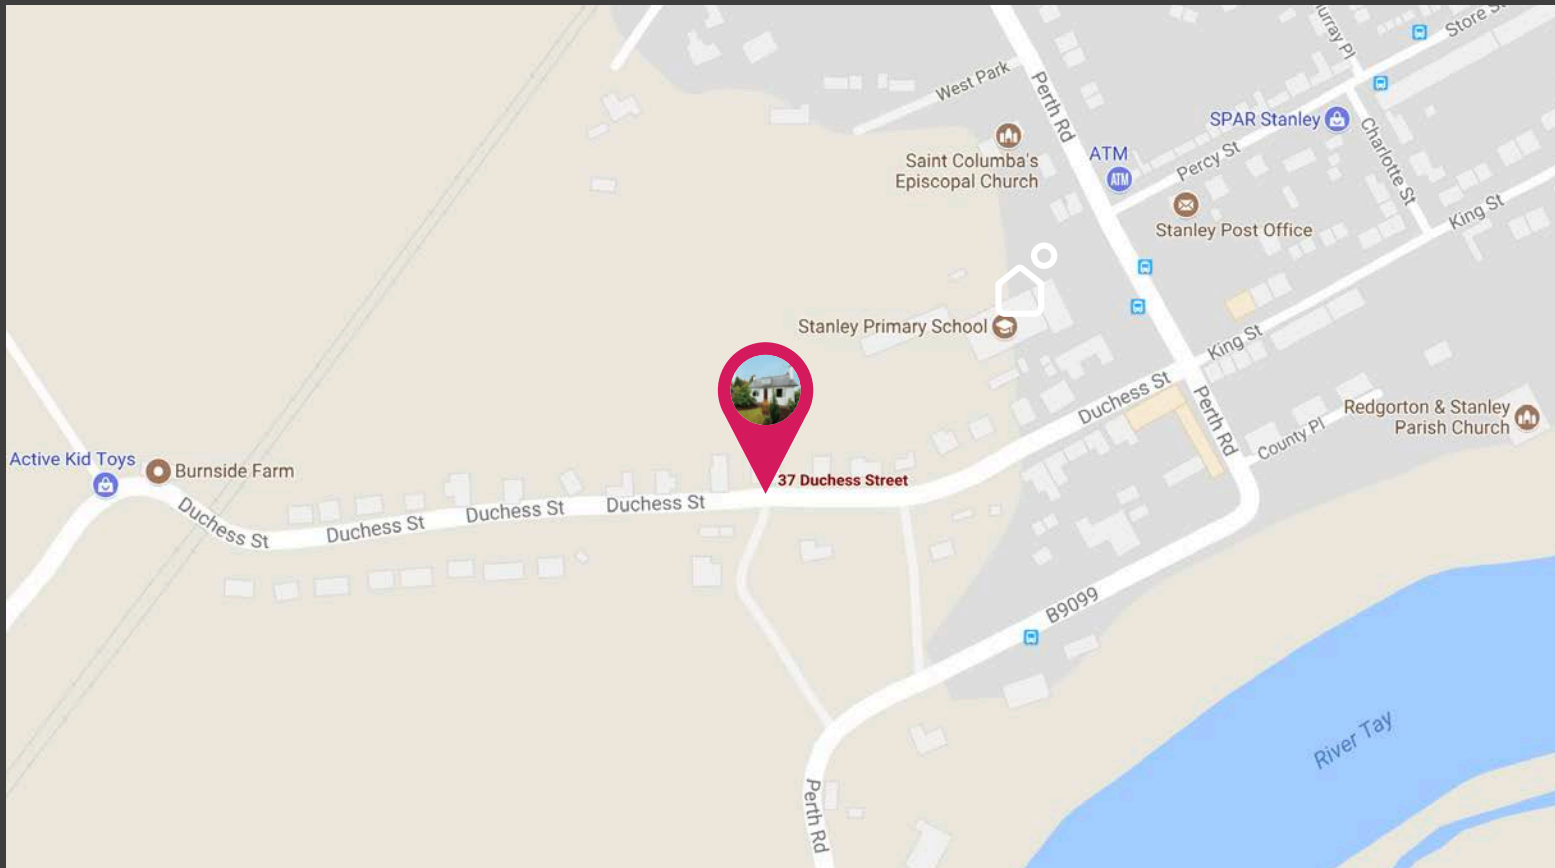 Store
Murray Pl
West Park
Perth Rd
SPAR Stanley
ATM
ATM
Percy St
Charlotte St
Saint Columba's
Episcopal Church
King St
Stanley Post Office
Stanley Primary School
King St
Duchess St
Perth Rd
Redgorton & Stanley
Parish Church
County Pl
Active Kid Toys
Burnside Farm
37 Duchess Street
Duchess St
Duchess St
Duchess St
Duchess St
B9099
River Tay
Perth Rd